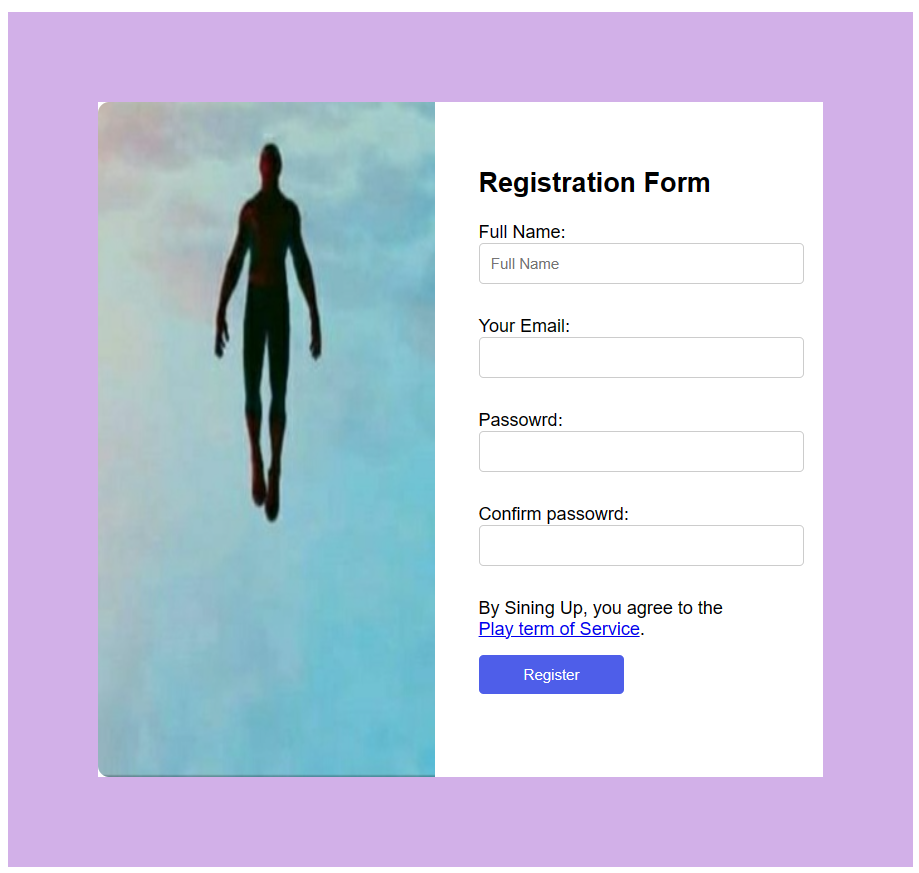 Registration Form
Full Name:
Full Name
Your Email:
Passowrd:
Confirm passowrd:
By Sining Up, you agree to the
Play term of Service.
Register